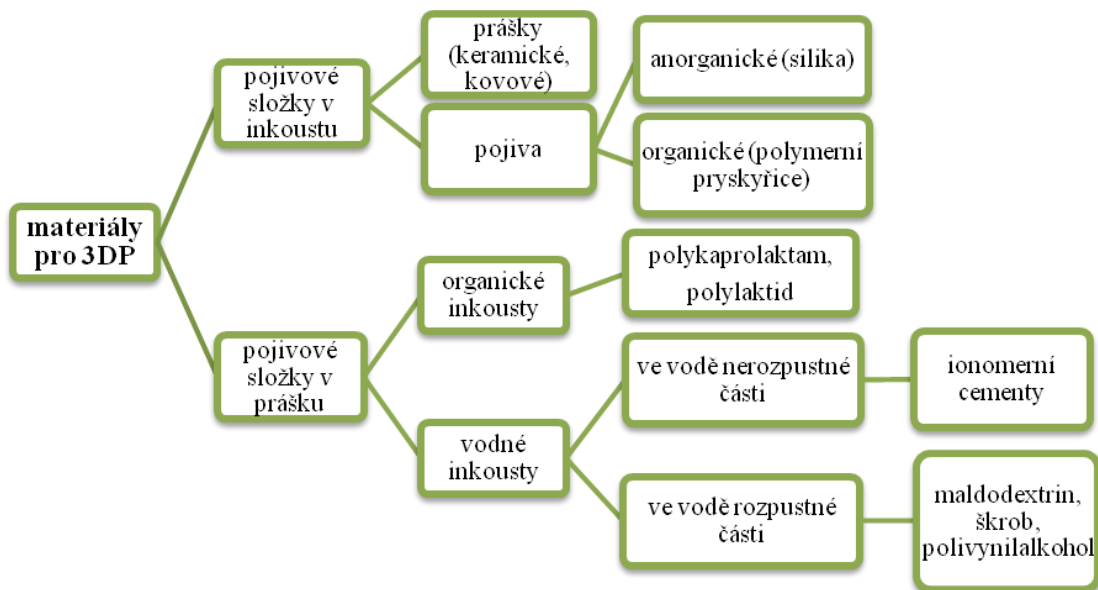 materiály
pro 3DP
pojivové
složky v
inkoustu
prášky
(keramické,
kovové)
pojiva
anorganické (silika)
organické (polymerní
pryskyřice)
pojivové
složky v
prášku
organické
inkousty
polykaprolaktam,
polylaktid
vodné
inkousty
ve vodě nerozpustné
části
ionomerní
cementy
ve vodě rozpustné
části
maldodextrin,
škrob,
polivynilalkohol